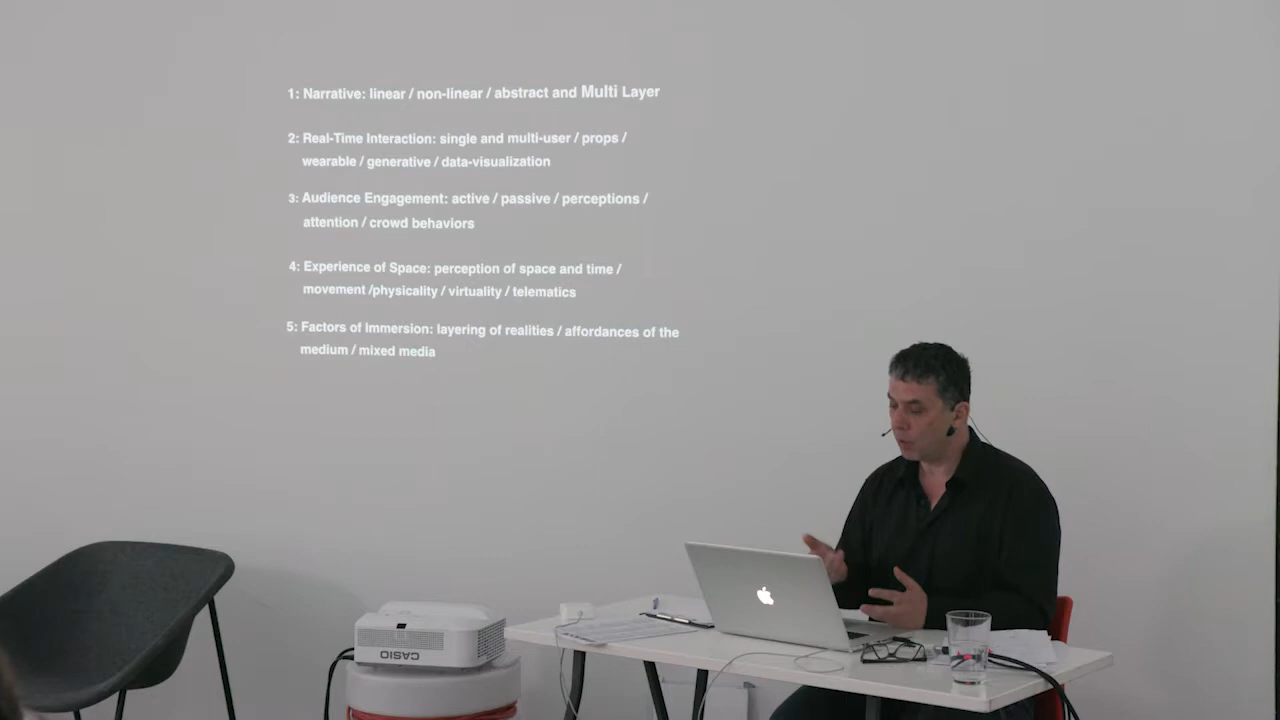 1: Narrative: linear / non-linear / abstract and Multi Layer
2: Real-Time Interaction: single and multi-user / props /
wearable / generative / data-visualization
3: Audience Engagement: active / passive / perceptions /
attention / crowd behaviors
4: Experience of Space: perception of space and time /
movement /physicality / virtuality / telematics
5: Factors of Immersion: layering of realities / affordances of the
medium / mixed media
CASIO